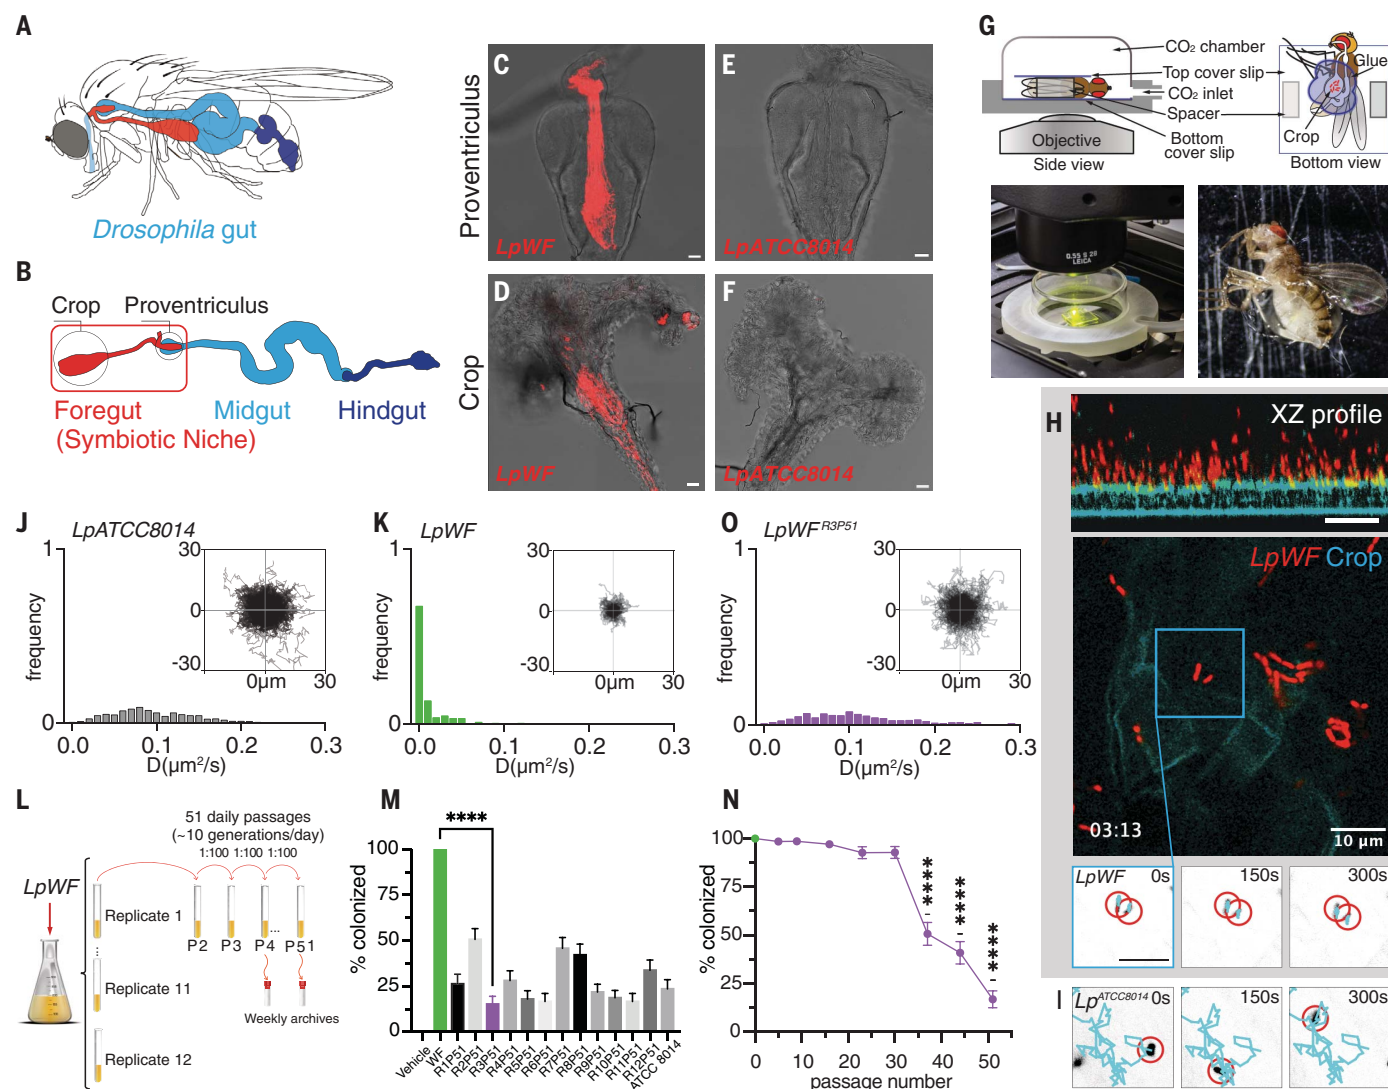 A
Drosophila gut
B
Crop
Proventriculus
Foregut
(Symbiotic Niche)
Midgut
Hindgut
Proventriculus
Crop
C
LpWF
E
LpATCC8014
D
LpWF
F
LpATCC8014
G
CO2 chamber
Top cover slip
CO2 inlet
Spacer
Bottom
cover slip
Objective
Side view
Glue
Crop
Bottom view
0.55 S 28
LEICA
H
XZ profile
LpWF Crop
03:13
10 µm
LpWF 0s
150s
300s
I
LpATCC8014 0s
150s
300s
J
LpATCC8014
1
frequency
0
0.0 0.1 0.2 0.3
D(µm2/s)
30
0
-30
0µm 30
K
LpWF
1
frequency
0
0.0 0.1 0.2 0.3
D(µm2/s)
30
0
-30
0µm 30
O
LpWF R3P51
1
frequency
0
0.0 0.1 0.2 0.3
D(µm2/s)
30
0
-30
0µm 30
L
51 daily passages
(~10 generations/day)
1:100 1:100 1:100
LpWF
Replicate 1
P2 P3 P4 ... P51
Replicate 11
Weekly archives
Replicate 12
M
****
% colonized
100
75
50
25
0
Vehicle
WF
R1P51
R2P51
R3P51
R4P51
R5P51
R6P51
R7P51
R8P51
R9P51
R10P51
R11P51
R12P51
ATCC 8014
N
% colonized
100
75
50
25
0
****
****
****
0 10 20 30 40 50
passage number